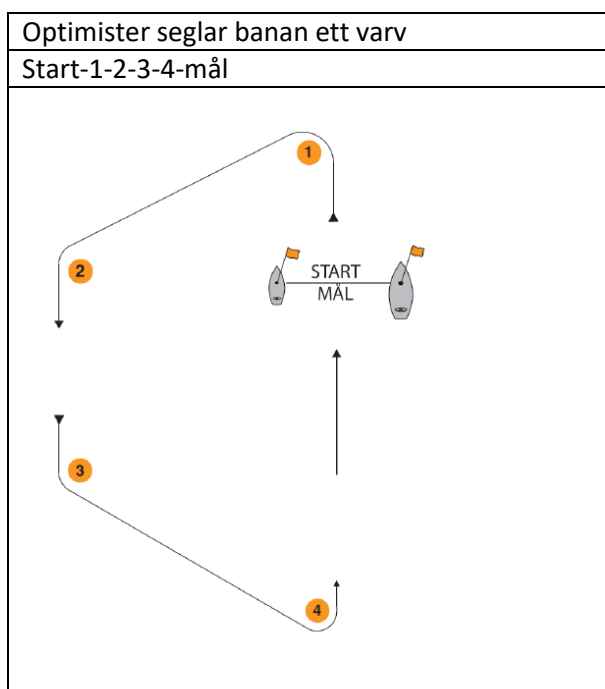 Optimister seglar banan ett varv
Start-1-2-3-4-mål
1
2
START
MÅL
3
4